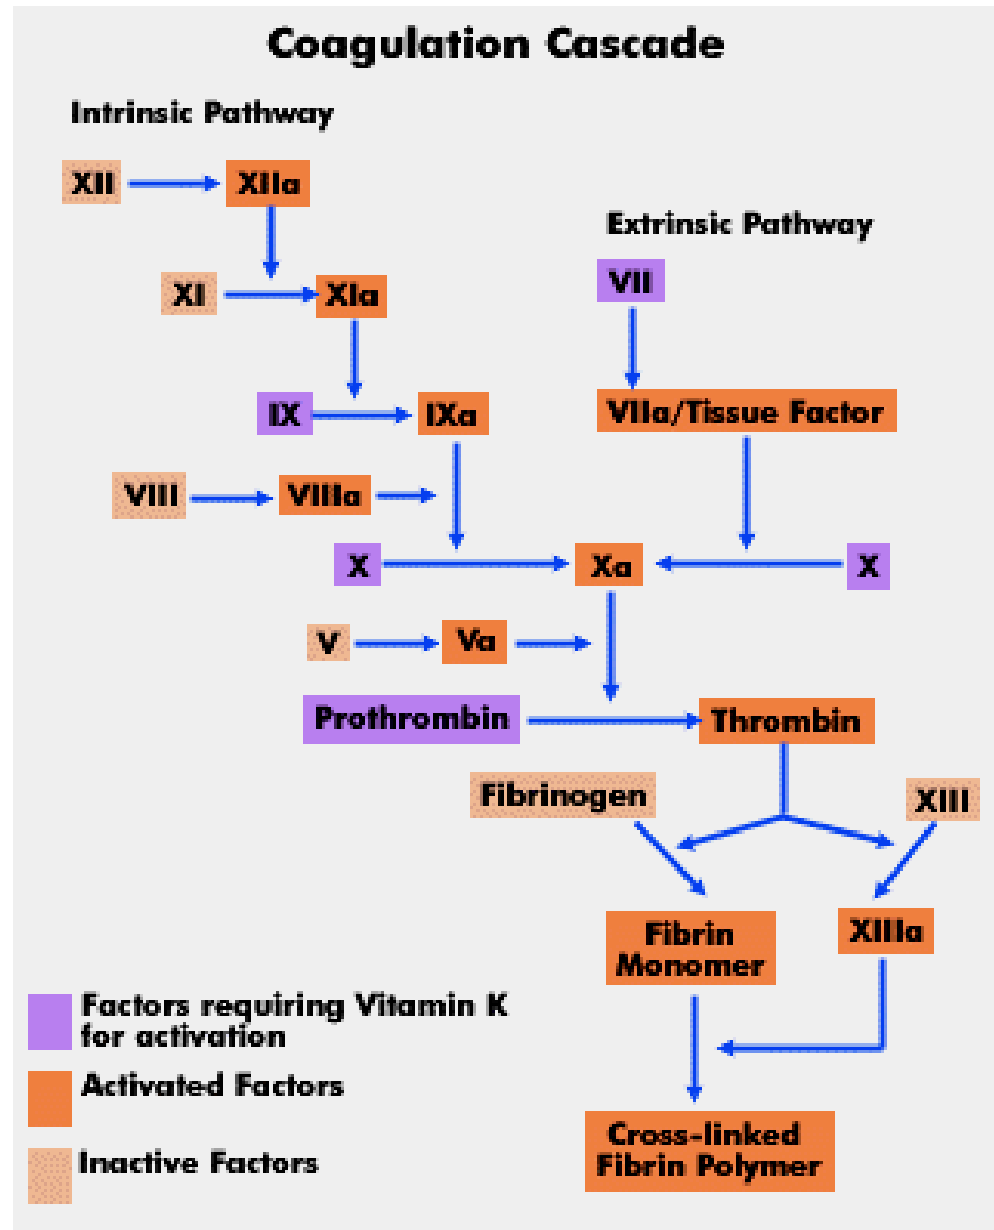 Coagulation Cascade
Intrinsic Pathway
XII
XIIa
Extrinsic Pathway
VII
XI
XIa
IX
IXa
VIIa/Tissue Factor
VIII
VIIIa
X
Xa
X
V
Va
Prothrombin
Thrombin
Fibrinogen
XIII
Fibrin
Monomer
XIIIa
Factors requiring Vitamin K
for activation
Activated Factors
Cross-linked
Fibrin Polymer
Inactive Factors